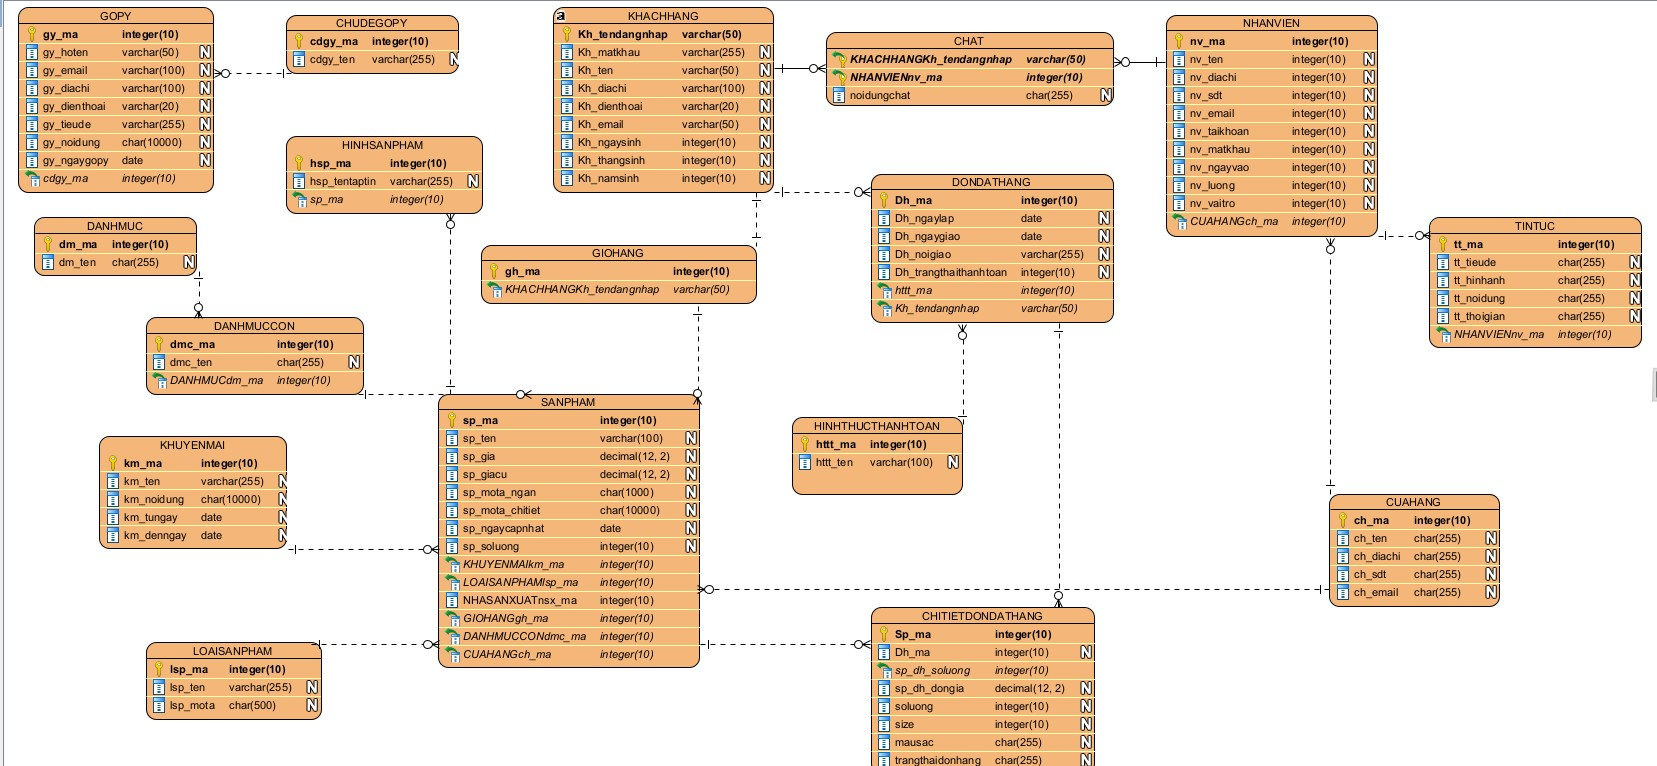 GOPY
gy_ma integer(10)
gy_hoten varchar(50) N
gy_email varchar(100) N
gy_diachi varchar(100) N
gy_dienthoai varchar(20) N
gy_tieude varchar(255) N
gy_noidung char(10000) N
gy_ngaygopy date N
cdgy_ma integer(10)
CHUDEGOPY
cdgy_ma integer(10)
cdgy_ten varchar(255) N
a KHACHHANG
Kh_tendangnhap varchar(50)
Kh_matkhau varchar(255) N
Kh_ten varchar(50) N
Kh_diachi varchar(100) N
Kh_dienthoai varchar(20) N
Kh_email varchar(50) N
Kh_ngaysinh integer(10) N
Kh_thangsinh integer(10) N
Kh_namsinh integer(10) N
CHAT
KHACHHANGKh_tendangnhap varchar(50)
NHANVIENnv_ma integer(10)
noidungchat char(255) N
NHANVIEN
nv_ma integer(10)
nv_ten integer(10) N
nv_diachi integer(10) N
nv_sdt integer(10) N
nv_email integer(10) N
nv_taikhoan integer(10) N
nv_matkhau integer(10) N
nv_ngayvao integer(10) N
nv_luong integer(10) N
nv_vaitro integer(10) N
CUAHANGch_ma integer(10)
HINHSANPHAM
hsp_ma integer(10)
hsp_tentaptin varchar(255) N
sp_ma integer(10)
DONDATHANG
Dh_ma integer(10)
Dh_ngaylap date N
Dh_ngaygiao date N
Dh_noigiao varchar(255) N
Dh_trangthaithanhtoan integer(10) N
httt_ma integer(10)
Kh_tendangnhap varchar(50)
DANHMUC
dm_ma integer(10)
dm_ten char(255) N
GIOHANG
gh_ma integer(10)
KHACHHANGKh_tendangnhap varchar(50)
TINTUC
tt_ma integer(10)
tt_tieude char(255) N
tt_hinhanh char(255) N
tt_noidung char(255) N
tt_thoigian char(255) N
NHANVIENnv_ma integer(10)
DANHMUCCON
dmc_ma integer(10)
dmc_ten char(255) N
DANHMUCdm_ma integer(10)
SANPHAM
sp_ma integer(10)
sp_ten varchar(100) N
sp_gia decimal(12, 2) N
sp_giacu decimal(12, 2) N
sp_mota_ngan char(1000) N
sp_mota_chitiet char(10000) N
sp_ngaycapnhat date N
sp_soluong integer(10) N
KHUYENMAIkm_ma integer(10)
LOAISANPHAMlsp_ma integer(10)
NHASANXUATnsx_ma integer(10)
GIOHANGgh_ma integer(10)
DANHMUCCONdmc_ma integer(10)
CUAHANGch_ma integer(10)
HINHTHUCTHANHTOAN
httt_ma integer(10)
httt_ten varchar(100) N
KHUYENMAI
km_ma integer(10)
km_ten varchar(255) N
km_noidung char(10000) N
km_tungay date N
km_denngay date N
CUAHANG
ch_ma integer(10)
ch_ten char(255) N
ch_diachi char(255) N
ch_sdt char(255) N
ch_email char(255) N
CHITIETDONDATHANG
Sp_ma integer(10)
Dh_ma integer(10) N
sp_dh_soluong integer(10)
sp_dh_dongia decimal(12, 2) N
soluong integer(10) N
size integer(10) N
mausac char(255) N
trangthaidonhang char(255) N
LOAISANPHAM
lsp_ma integer(10)
lsp_ten varchar(255) N
lsp_mota char(500) N